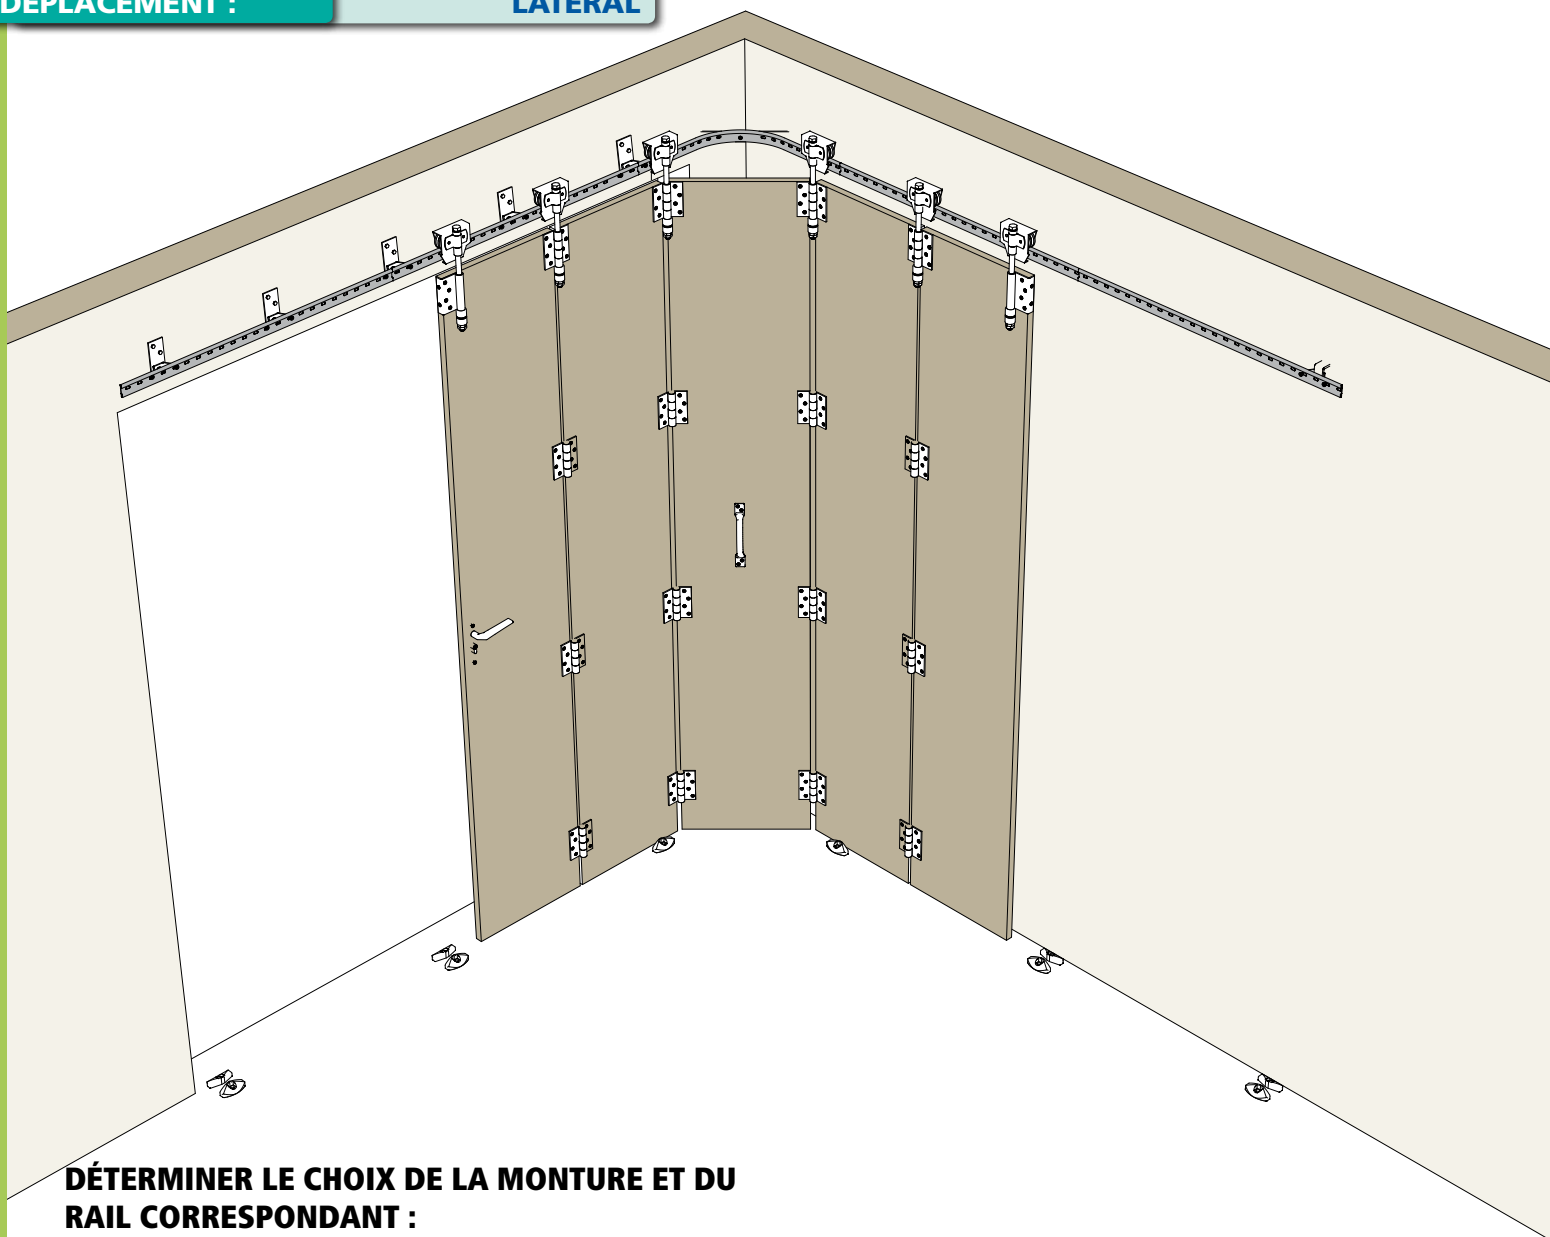 DÉPLACEMENT :
LATÉRAL
DÉTERMINER LE CHOIX DE LA MONTURE ET DU
RAIL CORRESPONDANT :